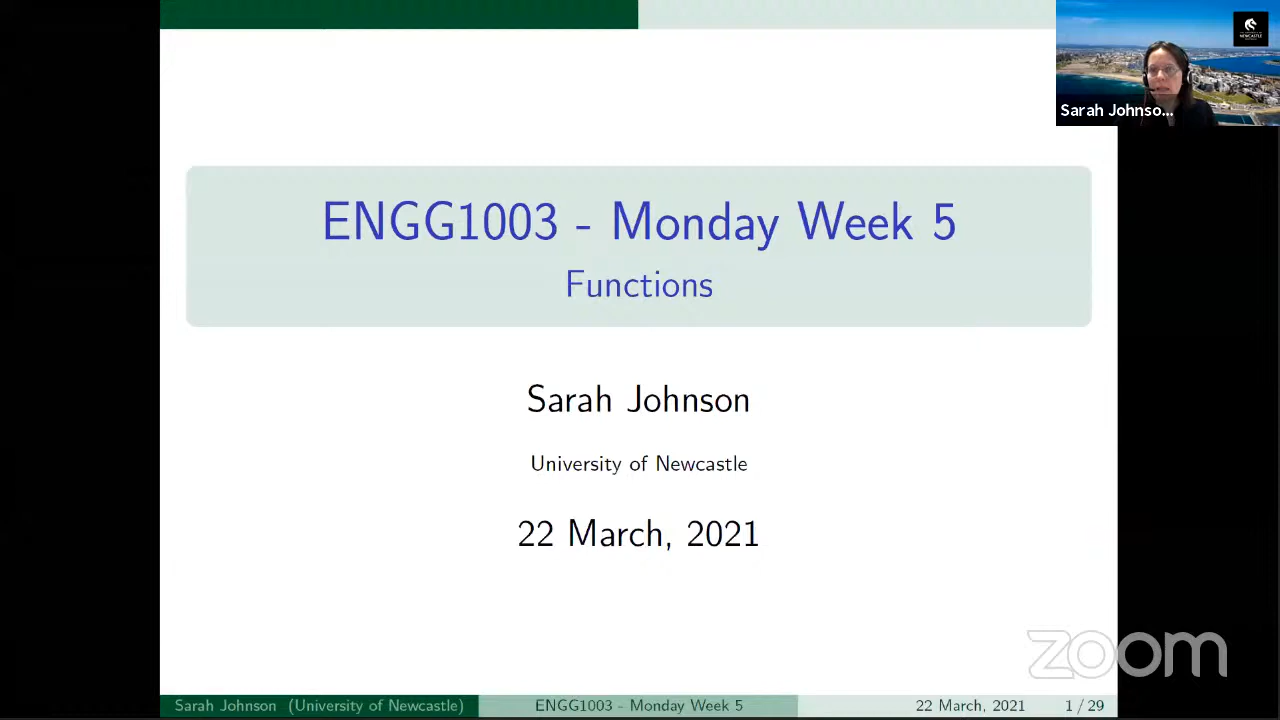 NEWCASTLE
Sarah Johnso...
ENGG1003 - Monday Week 5
Functions
Sarah Johnson
University of Newcastle
22 March, 2021
zoom
Sarah Johnson (University of Newcastle)
ENGG1003 - Monday Week 5
22 March, 2021
1 / 29